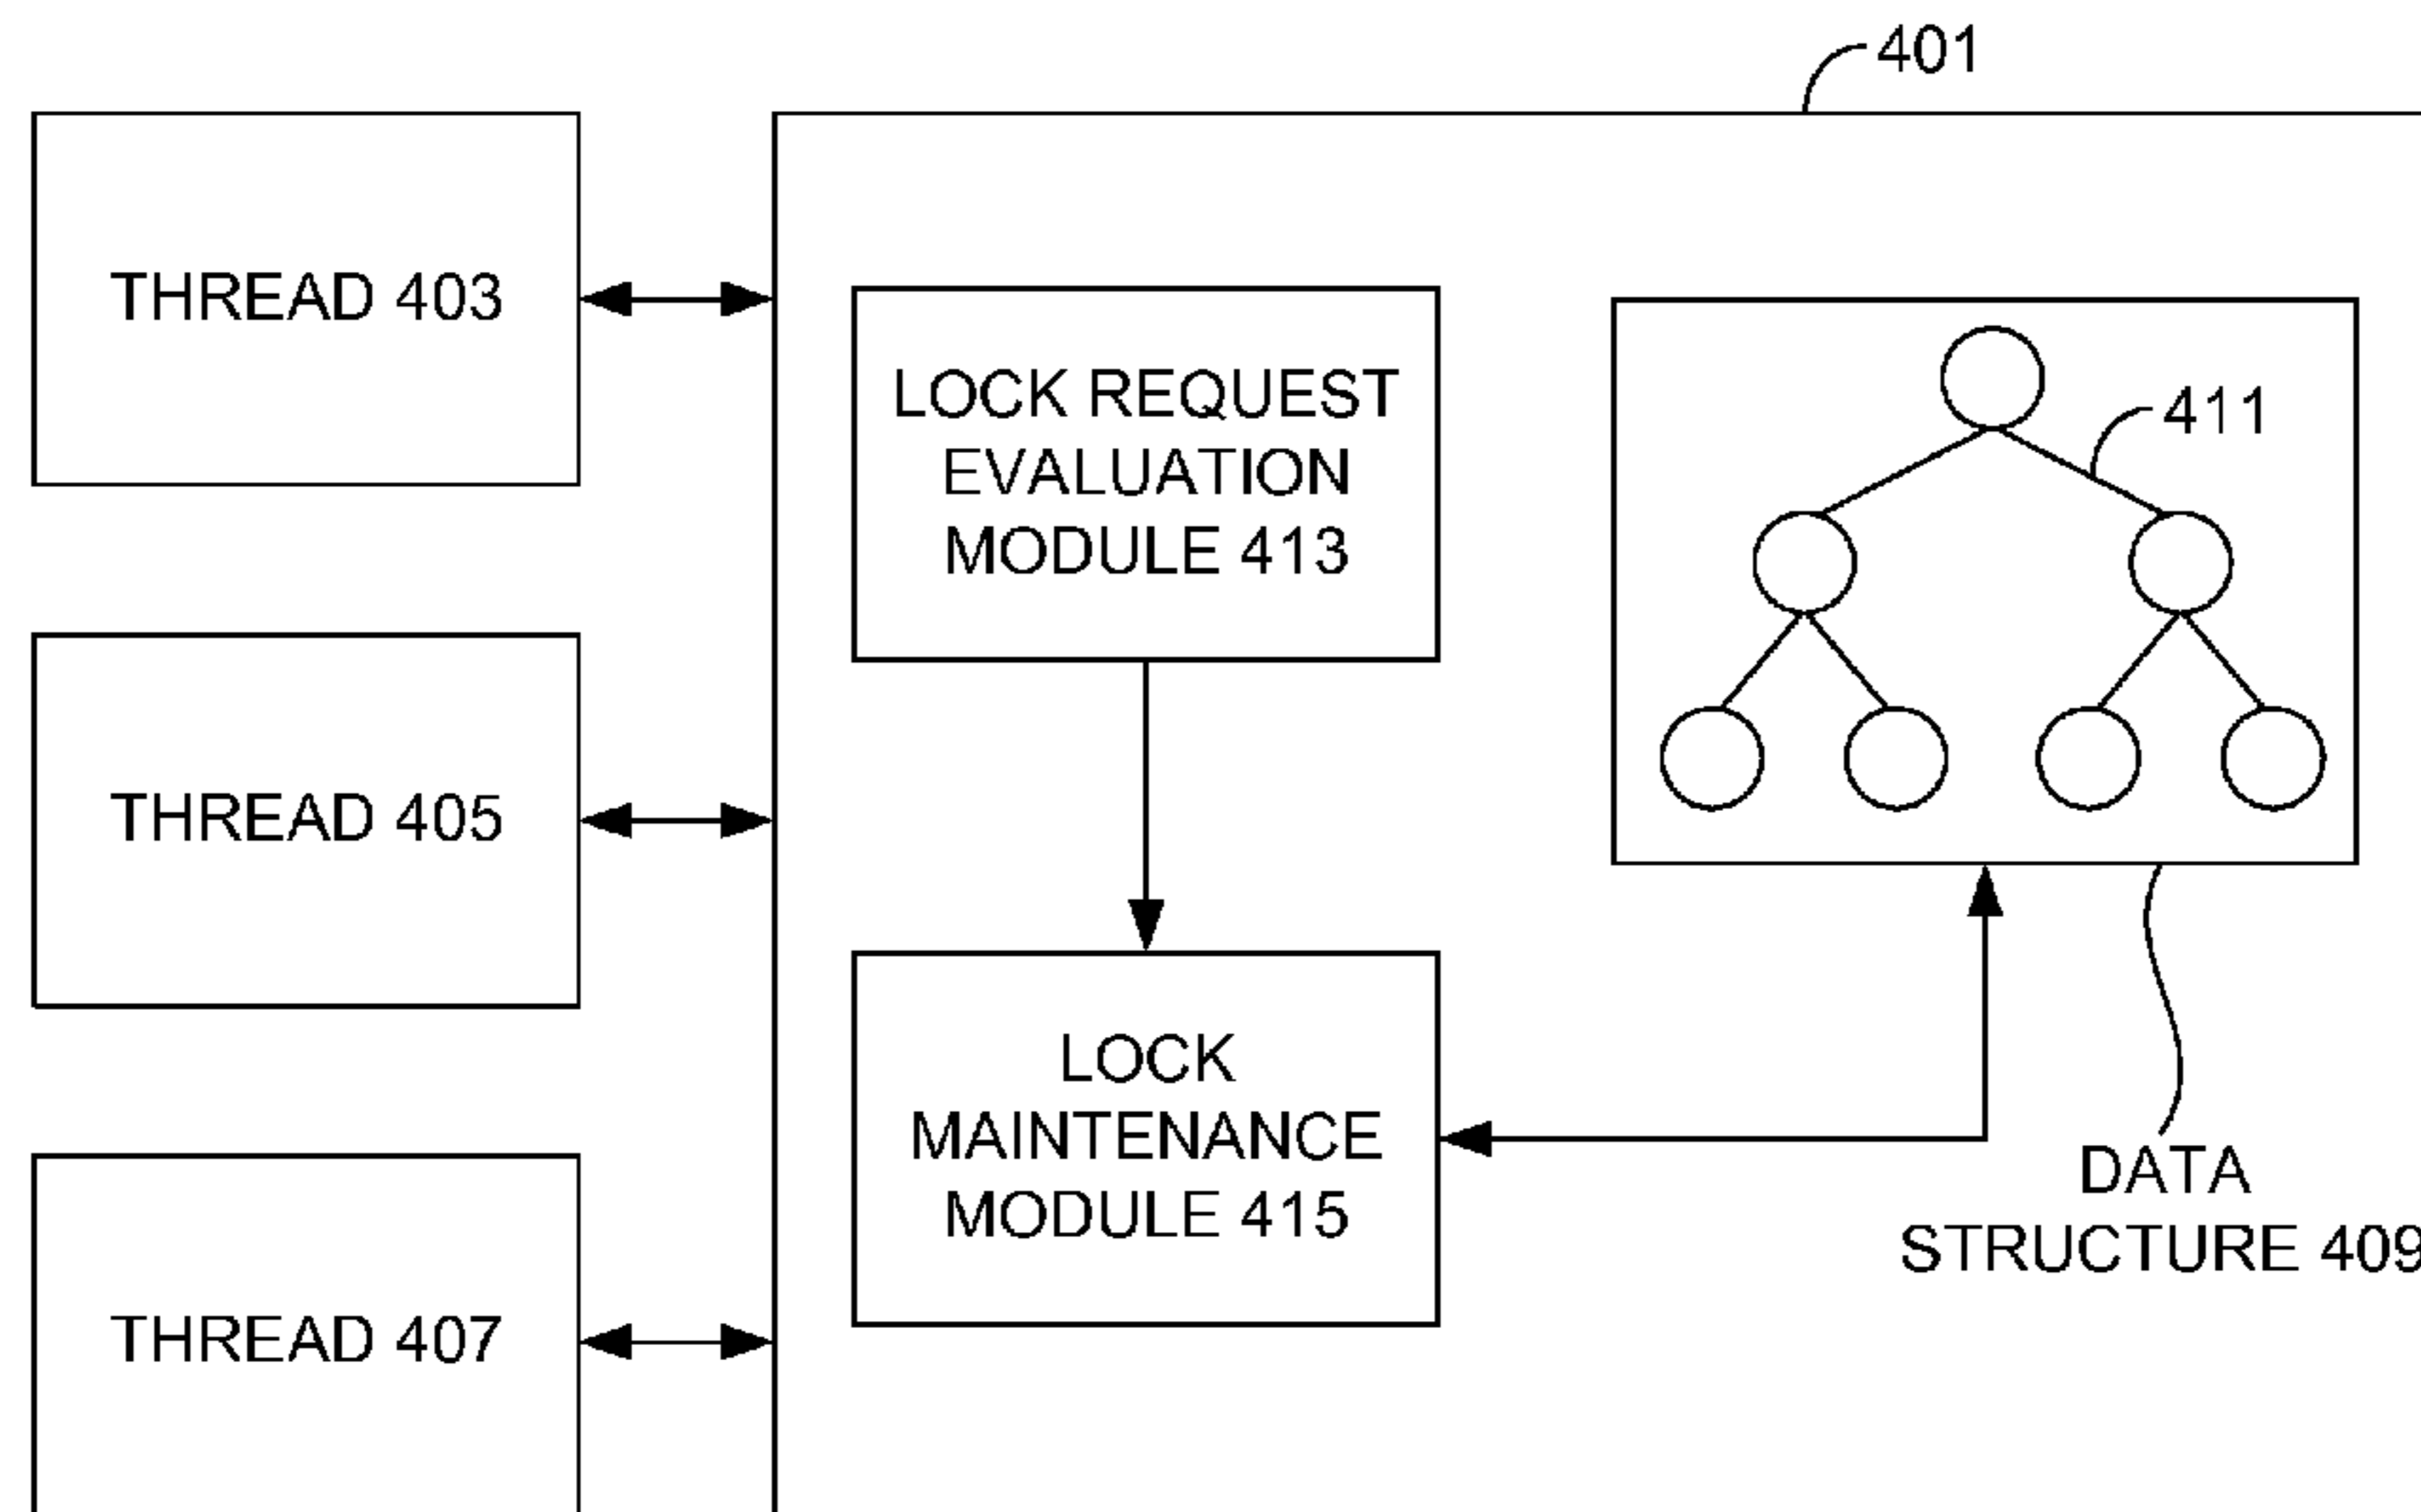 401
THREAD 403
LOCK REQUEST
EVALUATION
MODULE 413
411
THREAD 405
LOCK
MAINTENANCE
MODULE 415
DATA
STRUCTURE 409
THREAD 407